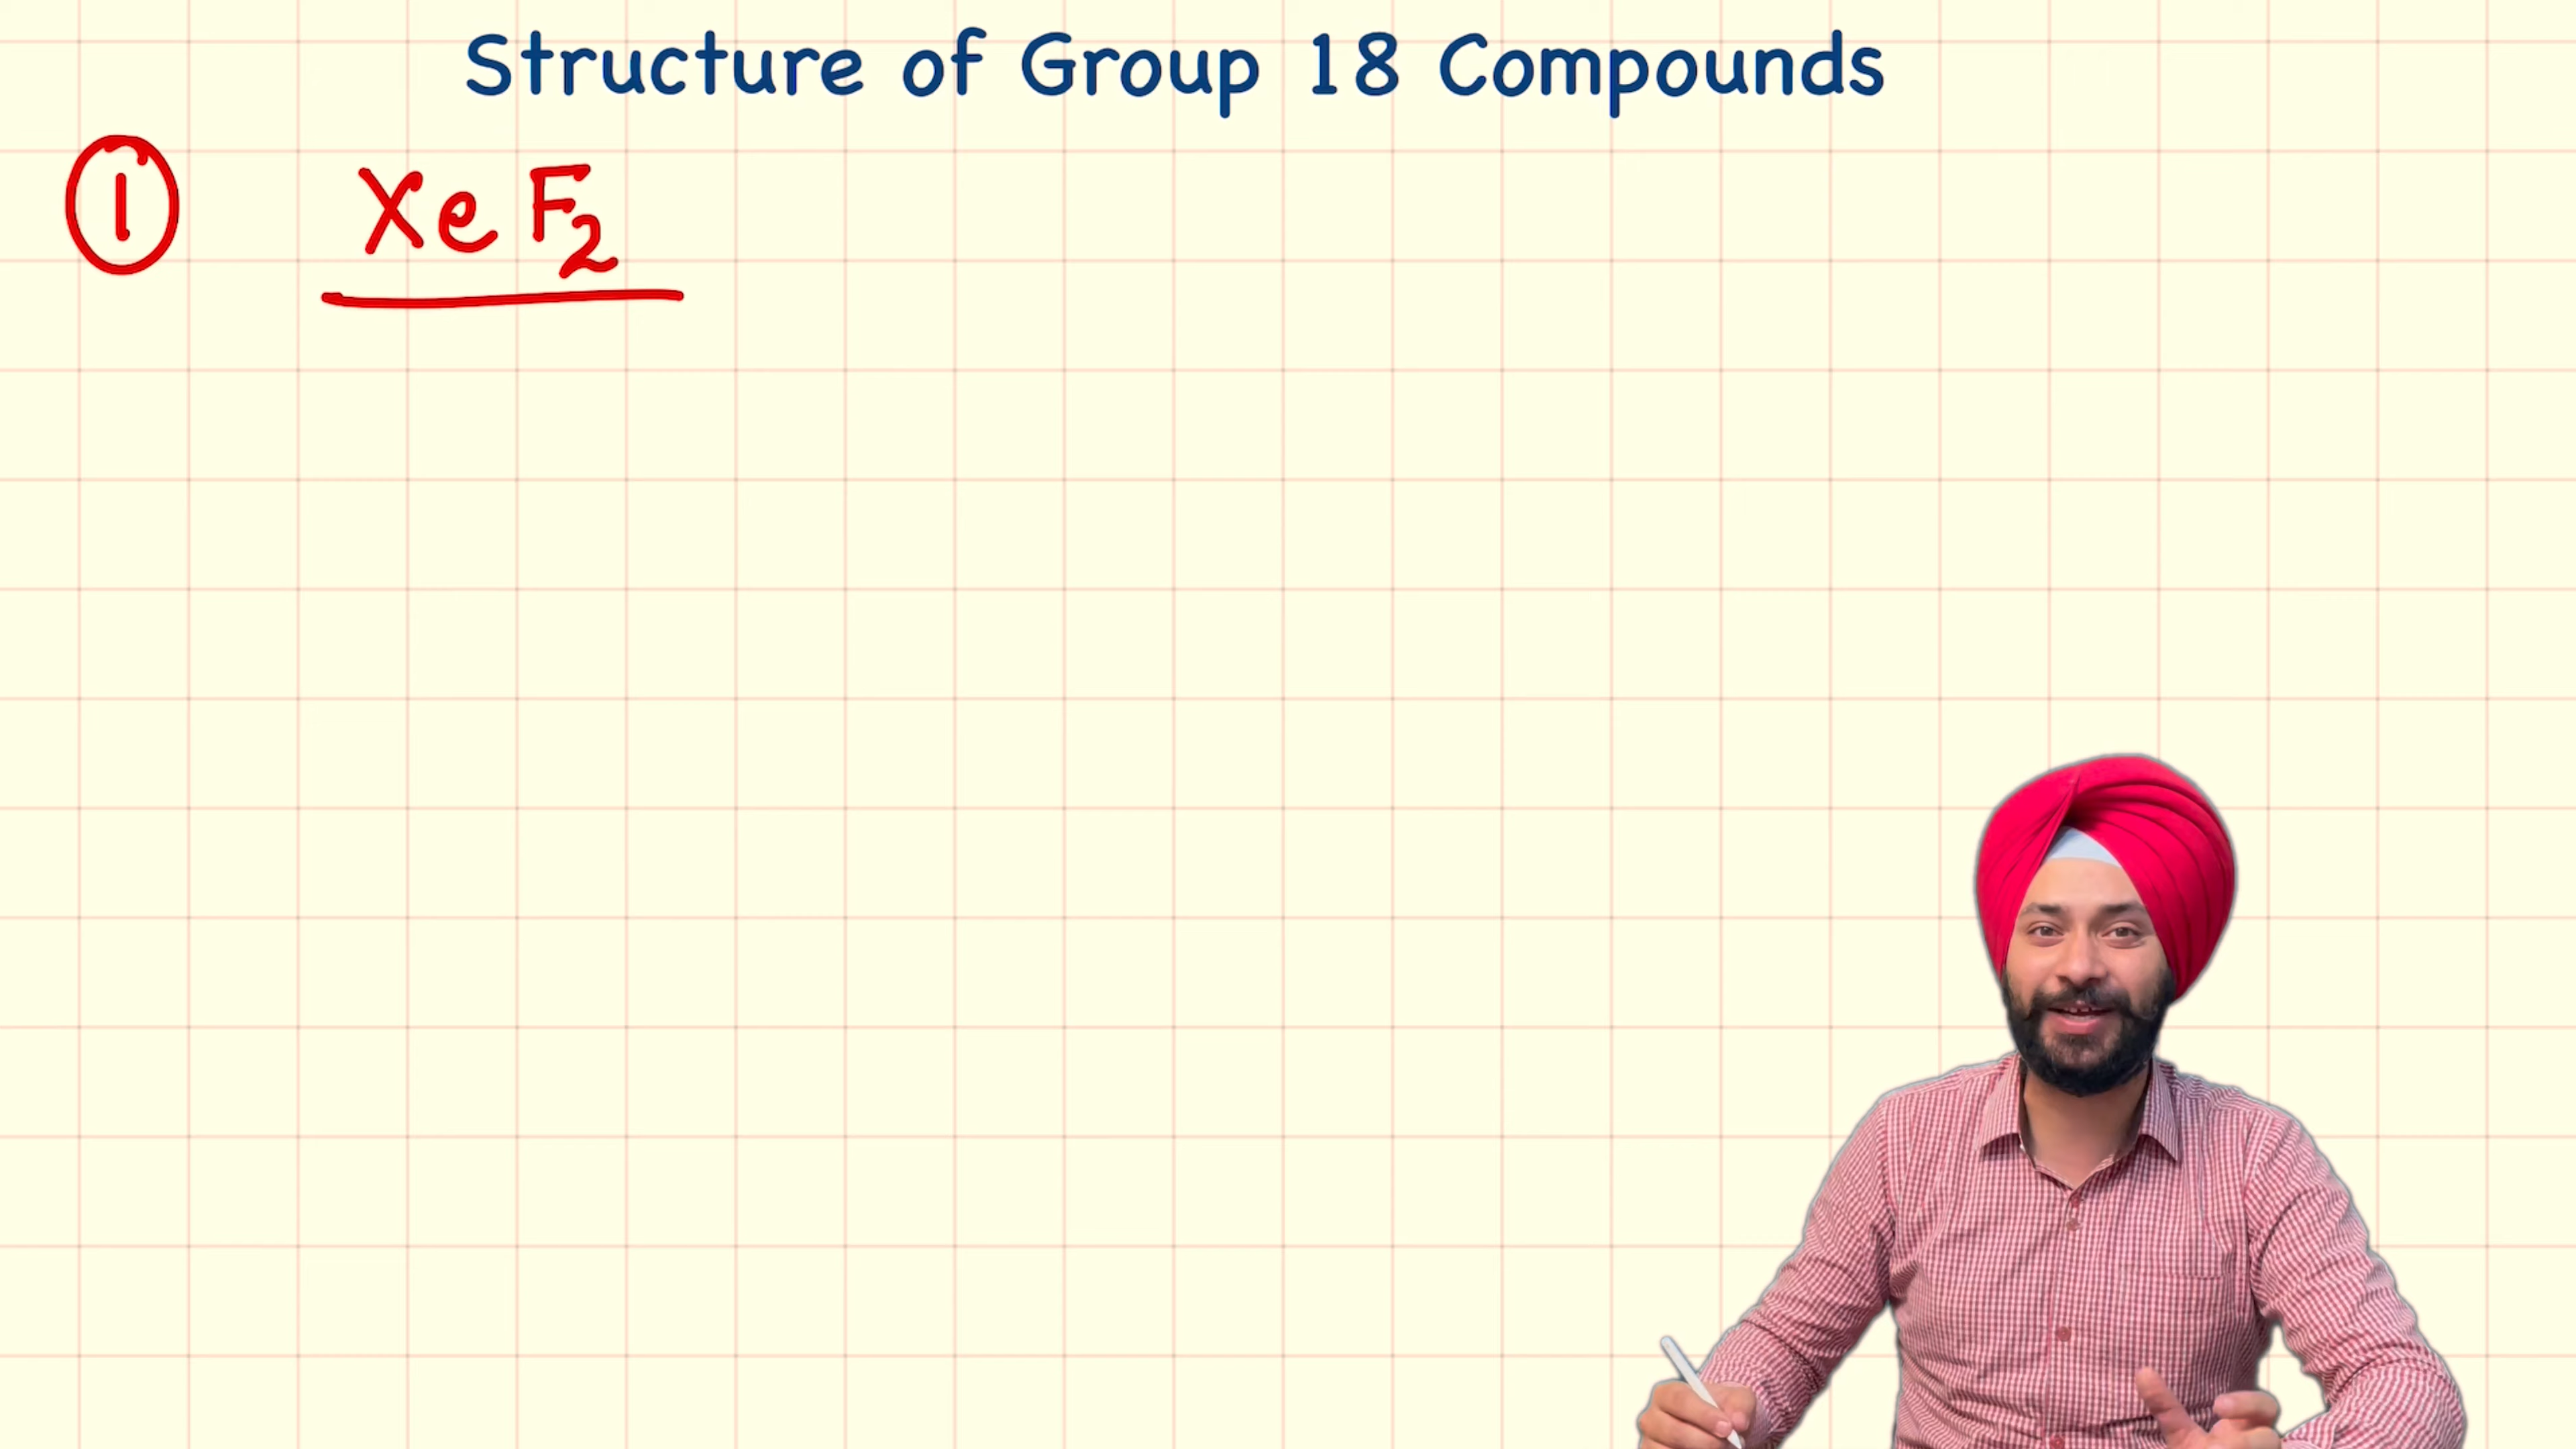 Structure of Group 18 Compounds
① XeF₂